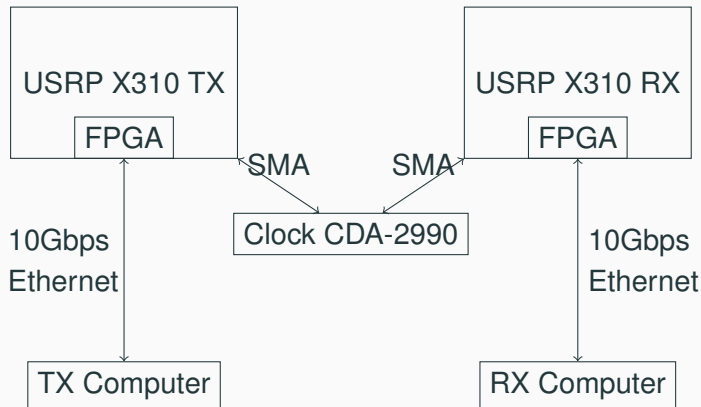 USRP X310 TX
FPGA
USRP X310 RX
FPGA
SMA
SMA
Clock CDA-2990
10Gbps
Ethernet
10Gbps
Ethernet
TX Computer
RX Computer